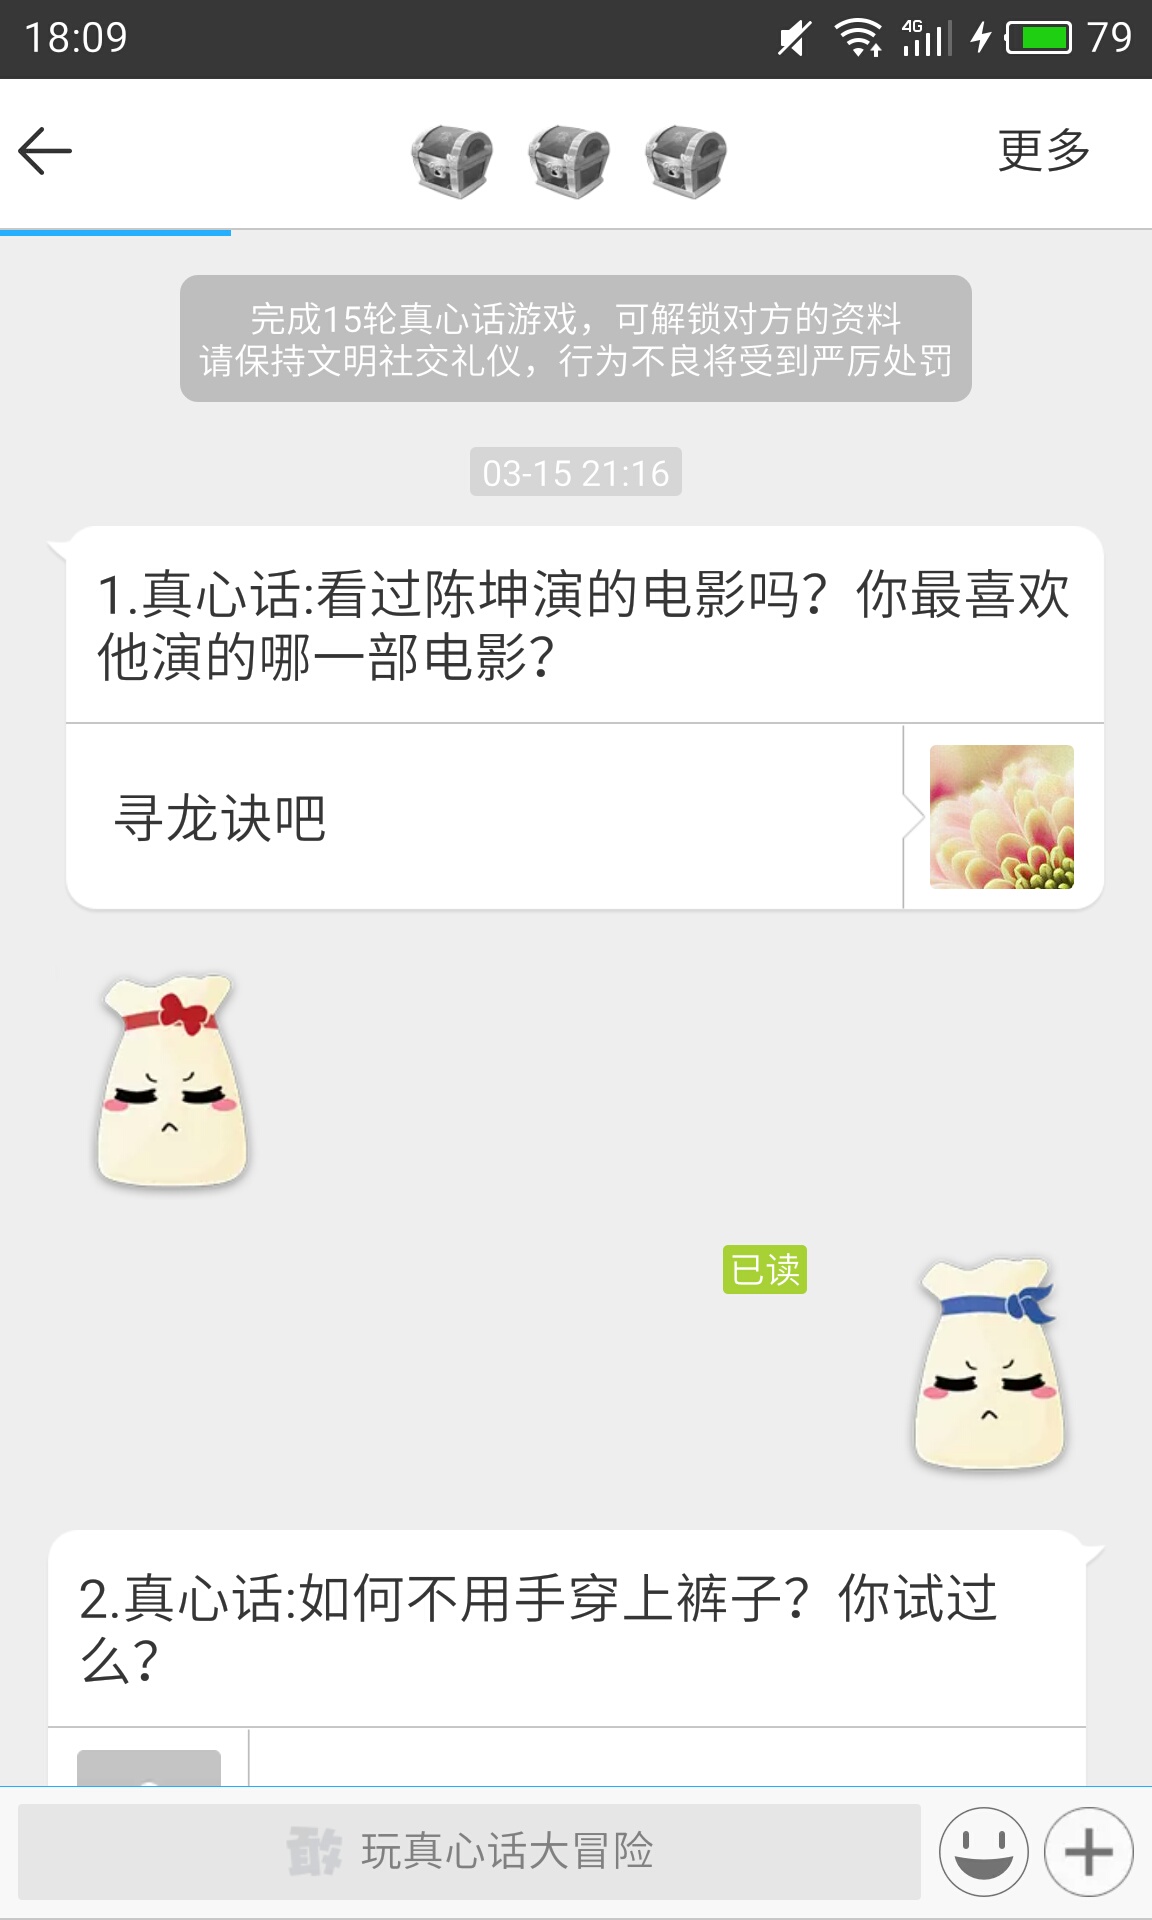 18:09
4G
79
更多
完成15轮真心话游戏，可解锁对方的资料
请保持文明社交礼仪，行为不良将受到严厉处罚
03-15 21:16
1.真心话:看过陈坤演的电影吗？你最喜欢
他演的哪一部电影？
寻龙诀吧
已读
2.真心话:如何不用手穿上裤子？你试过
么？
敢 玩真心话大冒险